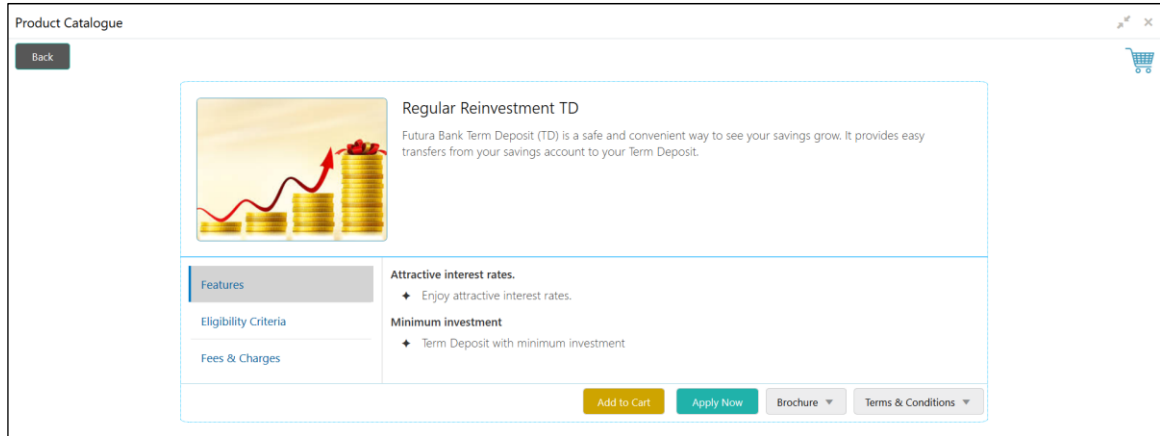 Product Catalogue
Back
Regular Reinvestment TD
Futura Bank Term Deposit (TD) is a safe and convenient way to see your savings grow. It provides easy
transfers from your savings account to your Term Deposit.
Features
Eligibility Criteria
Fees & Charges
Attractive interest rates.
Enjoy attractive interest rates.
Minimum investment
Term Deposit with minimum investment
Add to Cart
Apply Now
Brochure
Terms & Conditions